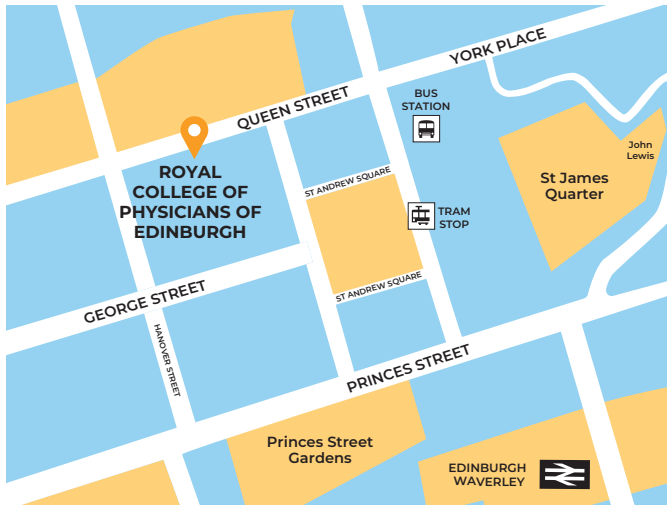 YORK PLACE
BUS
STATION
QUEEN STREET
John
Lewis
ROYAL
COLLEGE OF
PHYSICIANS OF
EDINBURGH
ST ANDREW SQUARE
St James
Quarter
TRAM
STOP
ST ANDREW SQUARE
GEORGE STREET
HANOVER STREET
PRINCES STREET
Princes Street
Gardens
EDINBURGH
WAVERLEY